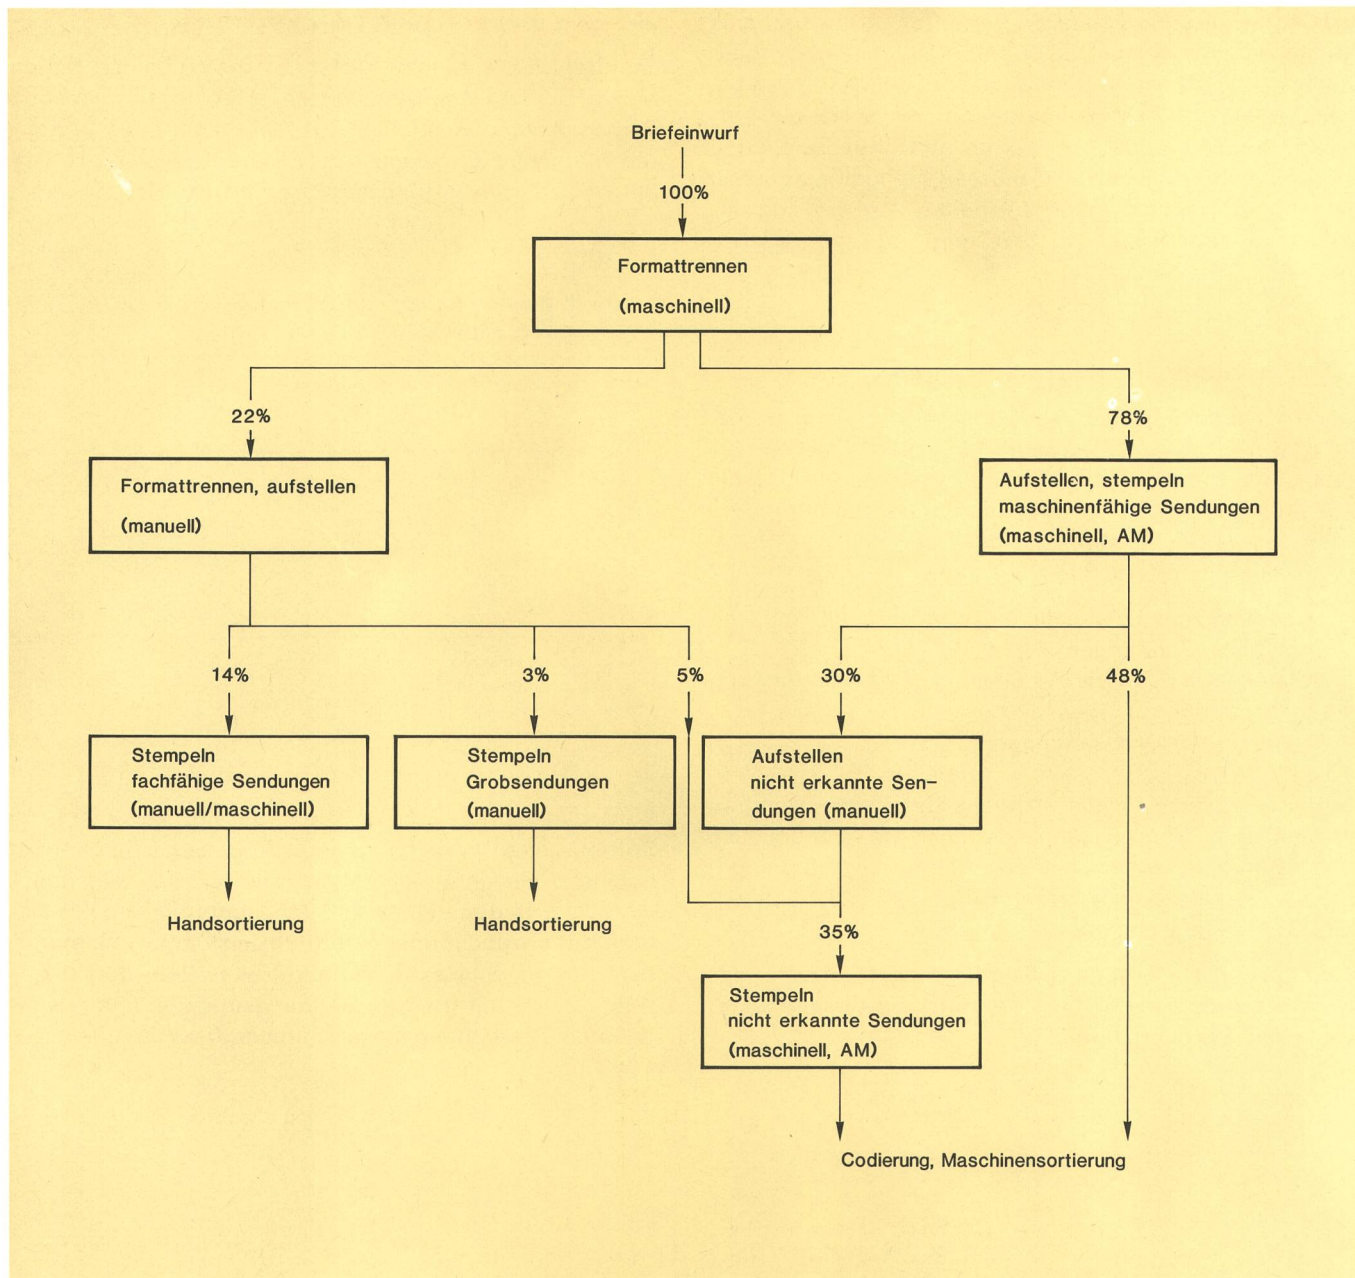 Briefeinwurf
100%
Formattrennen
(maschinell)
22%
78%
Formattrennen, aufstellen
(manuell)
Aufstellen, stempeln
maschinenfähige Sendungen
(maschinell, AM)
14%
3%
5%
30%
48%
Stempeln
fachfähige Sendungen
(manuell/maschinell)
Stempeln
Grobsendungen
(manuell)
Aufstellen
nicht erkannte Sen-
dungen (manuell)
Handsortierung
Handsortierung
35%
Stempeln
nicht erkannte Sendungen
(maschinell, AM)
Codierung, Maschinensortierung